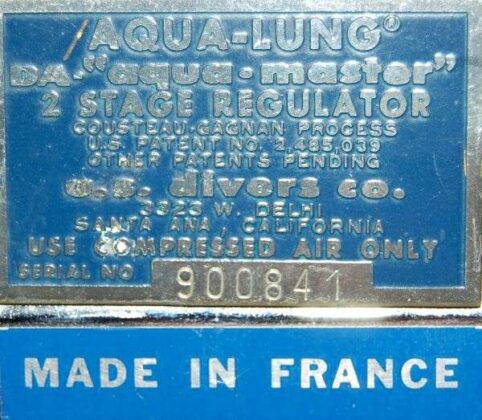 AQUA-LUNG®
DA-"aqua-master"
2 STAGE REGULATOR
COUSTEAU-GAGNAN PROCESS
U.S. PATENT NO. 2,485,039
OTHER PATENTS PENDING
u.s. divers co.
3323 W. DELHI
SANTA ANA, CALIFORNIA
USE COMPRESSED AIR ONLY
SERIAL NO 900841
MADE IN FRANCE